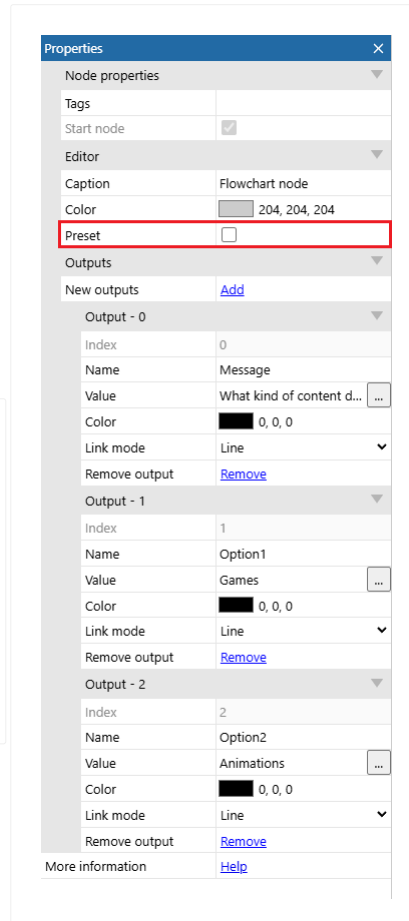 Properties
Node properties
Tags
Start node
Editor
Caption Flowchart node
Color 204, 204, 204
Preset
Outputs
New outputs Add
Output - 0
Index 0
Name Message
Value What kind of content d... ...
Color 0, 0, 0
Link mode Line
Remove output Remove
Output - 1
Index 1
Name Option1
Value Games ...
Color 0, 0, 0
Link mode Line
Remove output Remove
Output - 2
Index 2
Name Option2
Value Animations ...
Color 0, 0, 0
Link mode Line
Remove output Remove
More information Help